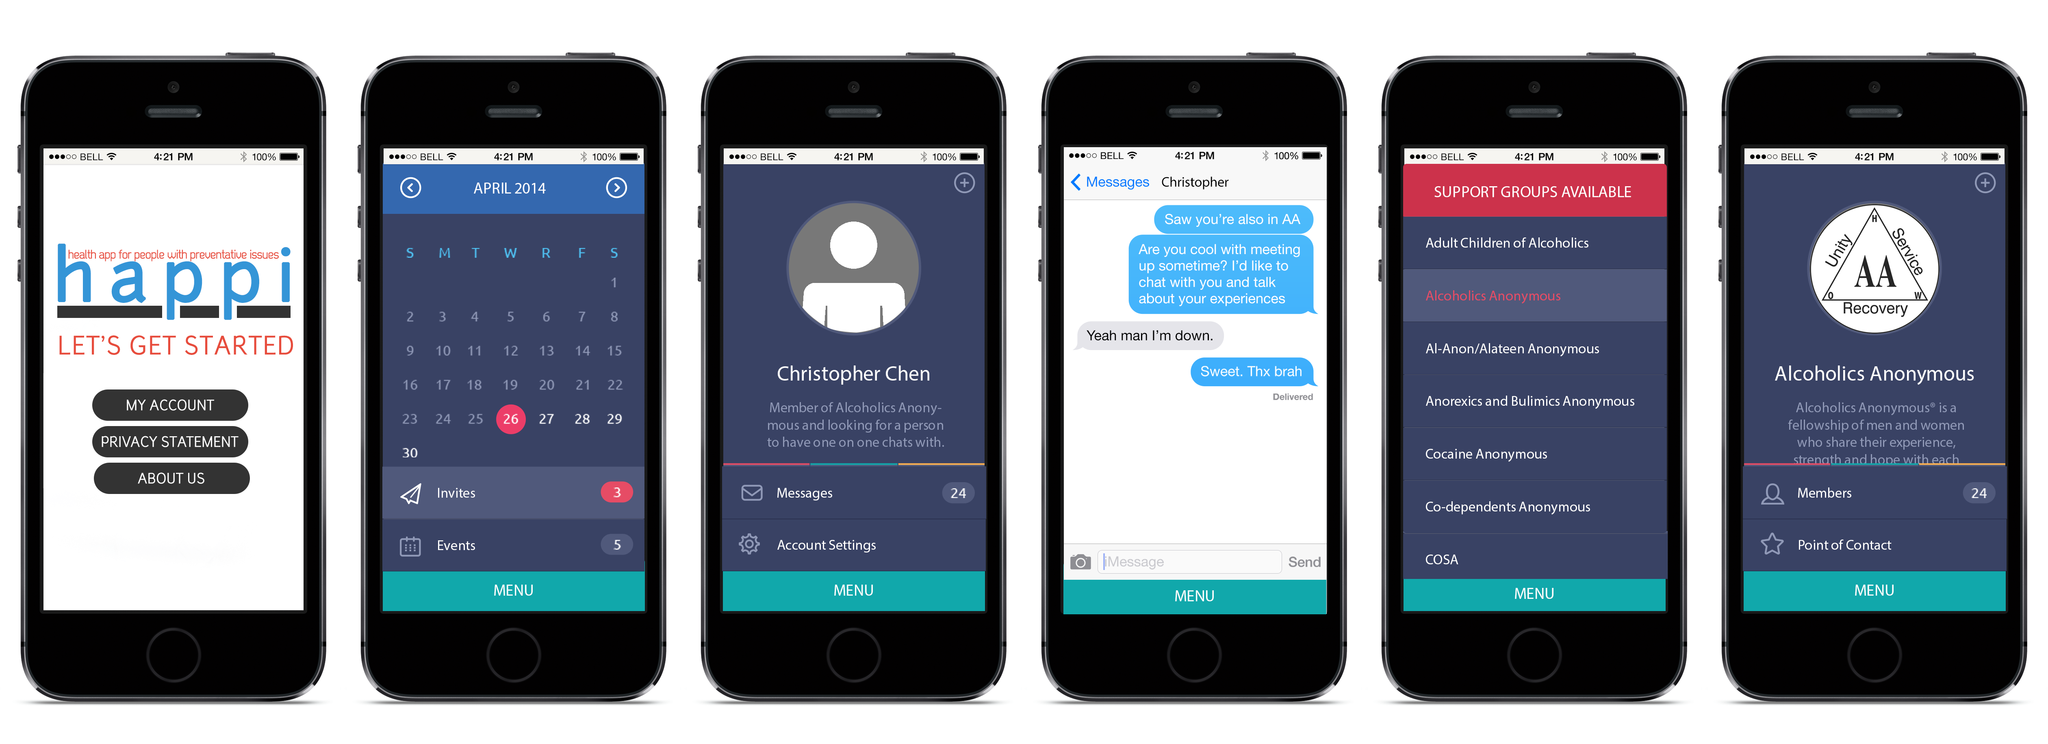 BELL
4:21 PM
100%
health app for people with preventative issues
happi
LET'S GET STARTED
MY ACCOUNT
PRIVACY STATEMENT
ABOUT US
BELL
4:21 PM
100%
APRIL 2014
S M T W R F S
1
2 3 4 5 6 7 8
9 10 11 12 13 14 15
16 17 18 19 20 21 22
23 24 25 26 27 28 29
30
Invites 3
Events 5
MENU
BELL
4:21 PM
100%
Christopher Chen
Member of Alcoholics Anony-
mous and looking for a person
to have one on one chats with.
Messages 24
Account Settings
MENU
BELL
4:21 PM
100%
Messages
Christopher
Saw you're also in AA
Are you cool with meeting
up sometime? I'd like to
chat with you and talk
about your experiences
Yeah man I'm down.
Sweet. Thx brah
Delivered
iMessage
Send
MENU
BELL
4:21 PM
100%
SUPPORT GROUPS AVAILABLE
Adult Children of Alcoholics
Alcoholics Anonymous
Al-Anon/Alateen Anonymous
Anorexics and Bulimics Anonymous
Cocaine Anonymous
Co-dependents Anonymous
COSA
MENU
BELL
4:21 PM
100%
H
Unity
Service
AA
O
W
Recovery
Alcoholics Anonymous
Alcoholics Anonymous® is a
fellowship of men and women
who share their experience,
strength and hope with each
Members 24
Point of Contact
MENU